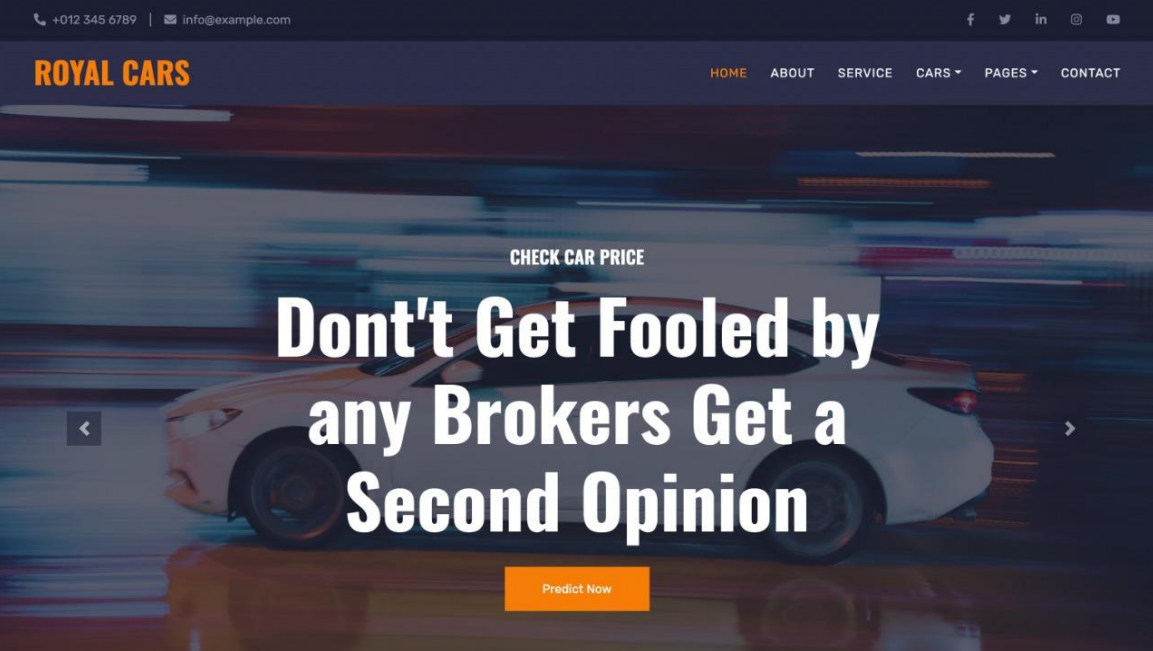 +012 345 6789 | info@example.com
ROYAL CARS
HOME ABOUT SERVICE CARS PAGES CONTACT
CHECK CAR PRICE
Dont't Get Fooled by
any Brokers Get a
Second Opinion
Predict Now